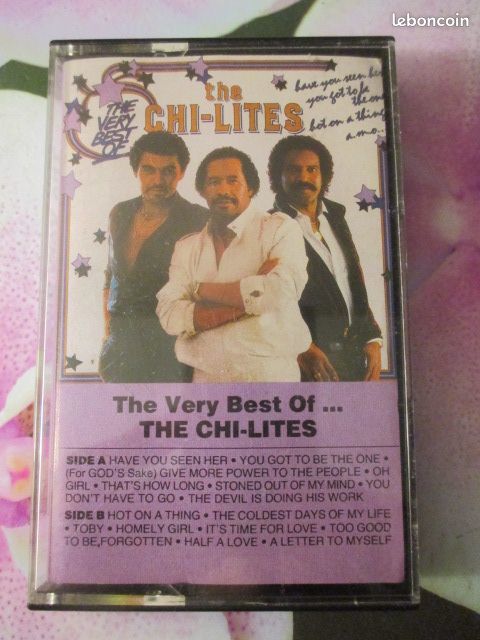 leboncoin
THE
VERY
BEST
OF
the
CHI-LITES
have you seen her
you got to be
the one
hot on a thing
a.mo...
The Very Best Of ...
THE CHI-LITES
SIDE A HAVE YOU SEEN HER • YOU GOT TO BE THE ONE •
(For GOD'S Sake) GIVE MORE POWER TO THE PEOPLE • OH
GIRL • THAT'S HOW LONG • STONED OUT OF MY MIND • YOU
DON'T HAVE TO GO • THE DEVIL IS DOING HIS WORK
SIDE B HOT ON A THING • THE COLDEST DAYS OF MY LIFE
• TOBY • HOMELY GIRL • IT'S TIME FOR LOVE • TOO GOOD
TO BE,FORGOTTEN • HALF A LOVE • A LETTER TO MYSELF